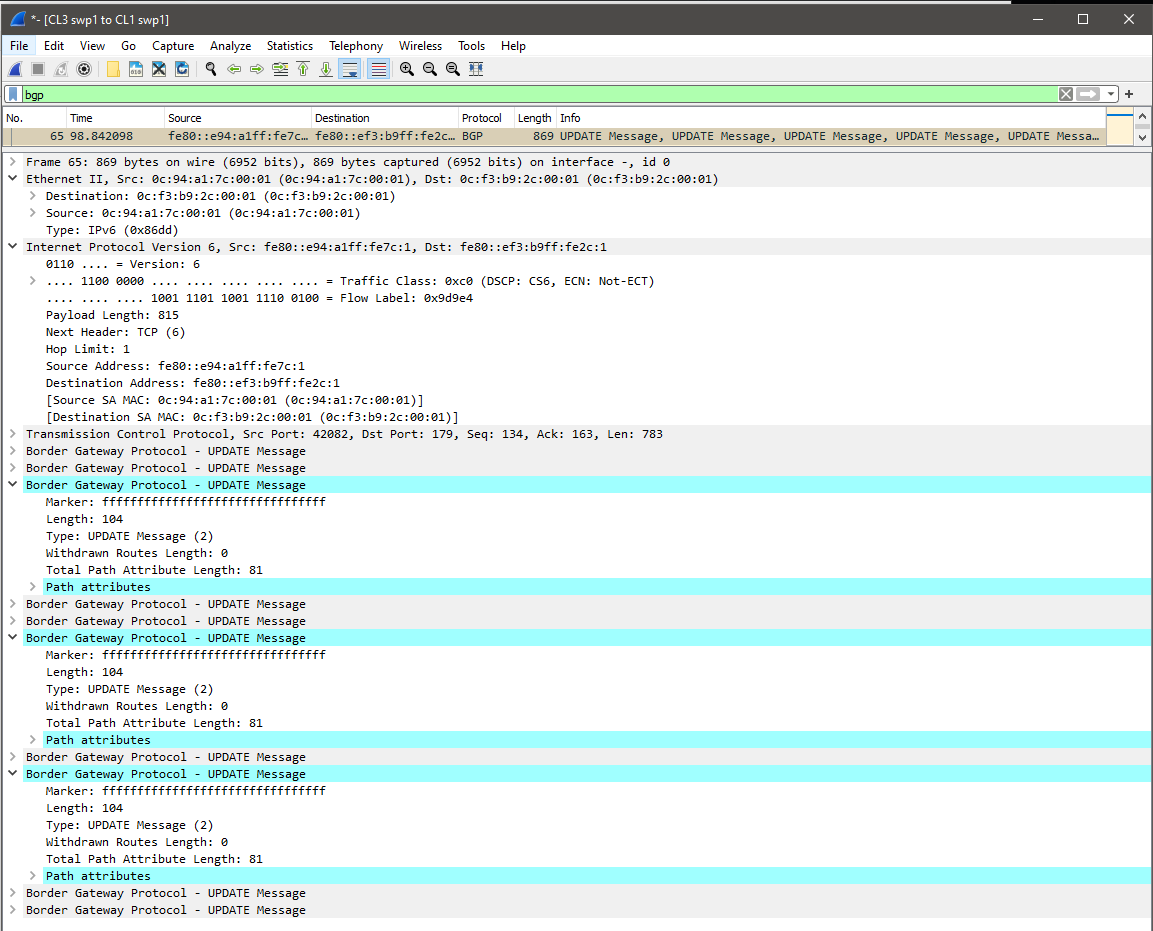 *- [CL3 swp1 to CL1 swp1]
File Edit View Go Capture Analyze Statistics Telephony Wireless Tools Help
bgp
No. Time Source Destination Protocol Length Info
65 98.842098 fe80::e94:a1ff:fe7c… fe80::ef3:b9ff:fe2c… BGP 869 UPDATE Message, UPDATE Message, UPDATE Message, UPDATE Message, UPDATE Messa…
Frame 65: 869 bytes on wire (6952 bits), 869 bytes captured (6952 bits) on interface -, id 0
Ethernet II, Src: 0c:94:a1:7c:00:01 (0c:94:a1:7c:00:01), Dst: 0c:f3:b9:2c:00:01 (0c:f3:b9:2c:00:01)
Destination: 0c:f3:b9:2c:00:01 (0c:f3:b9:2c:00:01)
Source: 0c:94:a1:7c:00:01 (0c:94:a1:7c:00:01)
Type: IPv6 (0x86dd)
Internet Protocol Version 6, Src: fe80::e94:a1ff:fe7c:1, Dst: fe80::ef3:b9ff:fe2c:1
0110 .... = Version: 6
.... 1100 0000 .... .... .... .... .... = Traffic Class: 0xc0 (DSCP: CS6, ECN: Not-ECT)
.... .... .... 1001 1101 1001 1110 0100 = Flow Label: 0x9d9e4
Payload Length: 815
Next Header: TCP (6)
Hop Limit: 1
Source Address: fe80::e94:a1ff:fe7c:1
Destination Address: fe80::ef3:b9ff:fe2c:1
[Source SA MAC: 0c:94:a1:7c:00:01 (0c:94:a1:7c:00:01)]
[Destination SA MAC: 0c:f3:b9:2c:00:01 (0c:f3:b9:2c:00:01)]
Transmission Control Protocol, Src Port: 42082, Dst Port: 179, Seq: 134, Ack: 163, Len: 783
Border Gateway Protocol - UPDATE Message
Border Gateway Protocol - UPDATE Message
Border Gateway Protocol - UPDATE Message
Marker: ffffffffffffffffffffffffffffffff
Length: 104
Type: UPDATE Message (2)
Withdrawn Routes Length: 0
Total Path Attribute Length: 81
Path attributes
Border Gateway Protocol - UPDATE Message
Border Gateway Protocol - UPDATE Message
Border Gateway Protocol - UPDATE Message
Marker: ffffffffffffffffffffffffffffffff
Length: 104
Type: UPDATE Message (2)
Withdrawn Routes Length: 0
Total Path Attribute Length: 81
Path attributes
Border Gateway Protocol - UPDATE Message
Border Gateway Protocol - UPDATE Message
Marker: ffffffffffffffffffffffffffffffff
Length: 104
Type: UPDATE Message (2)
Withdrawn Routes Length: 0
Total Path Attribute Length: 81
Path attributes
Border Gateway Protocol - UPDATE Message
Border Gateway Protocol - UPDATE Message